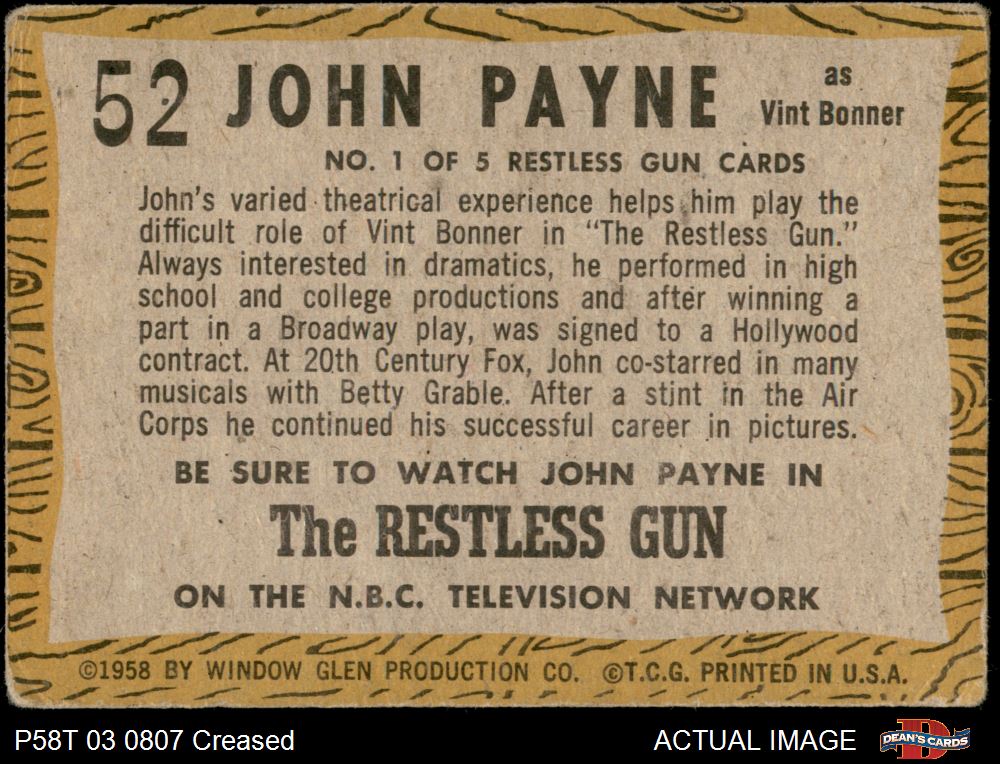 52 JOHN PAYNE as Vint Bonner
NO. 1 OF 5 RESTLESS GUN CARDS
John's varied theatrical experience helps him play the
difficult role of Vint Bonner in "The Restless Gun."
Always interested in dramatics, he performed in high
school and college productions and after winning a
part in a Broadway play, was signed to a Hollywood
contract. At 20th Century Fox, John co-starred in many
musicals with Betty Grable. After a stint in the Air
Corps he continued his successful career in pictures.
BE SURE TO WATCH JOHN PAYNE IN
The RESTLESS GUN
ON THE N.B.C. TELEVISION NETWORK
©1958 BY WINDOW GLEN PRODUCTION CO. ©T.C.G. PRINTED IN U.S.A.
P58T 03 0807 Creased ACTUAL IMAGE DEAN'S CARDS